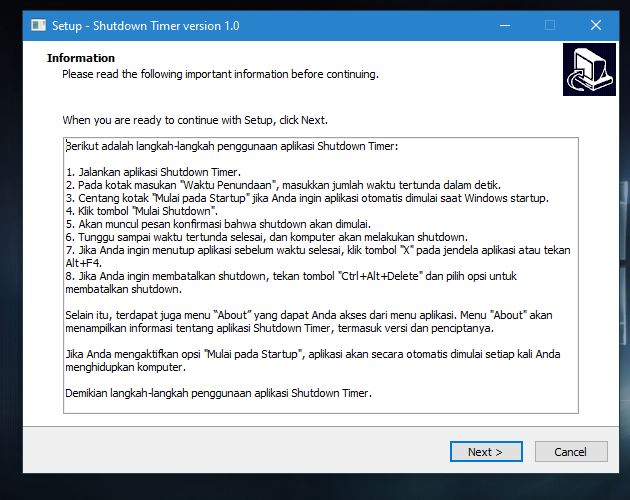 Setup - Shutdown Timer version 1.0
Information
Please read the following important information before continuing.
When you are ready to continue with Setup, click Next.
Berikut adalah langkah-langkah penggunaan aplikasi Shutdown Timer:
1. Jalankan aplikasi Shutdown Timer.
2. Pada kotak masukan "Waktu Penundaan", masukkan jumlah waktu tertunda dalam detik.
3. Centang kotak "Mulai pada Startup" jika Anda ingin aplikasi otomatis dimulai saat Windows startup.
4. Klik tombol "Mulai Shutdown".
5. Akan muncul pesan konfirmasi bahwa shutdown akan dimulai.
6. Tunggu sampai waktu tertunda selesai, dan komputer akan melakukan shutdown.
7. Jika Anda ingin menutup aplikasi sebelum waktu selesai, klik tombol "X" pada jendela aplikasi atau tekan
Alt+F4.
8. Jika Anda ingin membatalkan shutdown, tekan tombol "Ctrl+Alt+Delete" dan pilih opsi untuk
membatalkan shutdown.
Selain itu, terdapat juga menu “About” yang dapat Anda akses dari menu aplikasi. Menu "About" akan
menampilkan informasi tentang aplikasi Shutdown Timer, termasuk versi dan penciptanya.
Jika Anda mengaktifkan opsi "Mulai pada Startup", aplikasi akan secara otomatis dimulai setiap kali Anda
menghidupkan komputer.
Demikian langkah-langkah penggunaan aplikasi Shutdown Timer.
Next >
Cancel